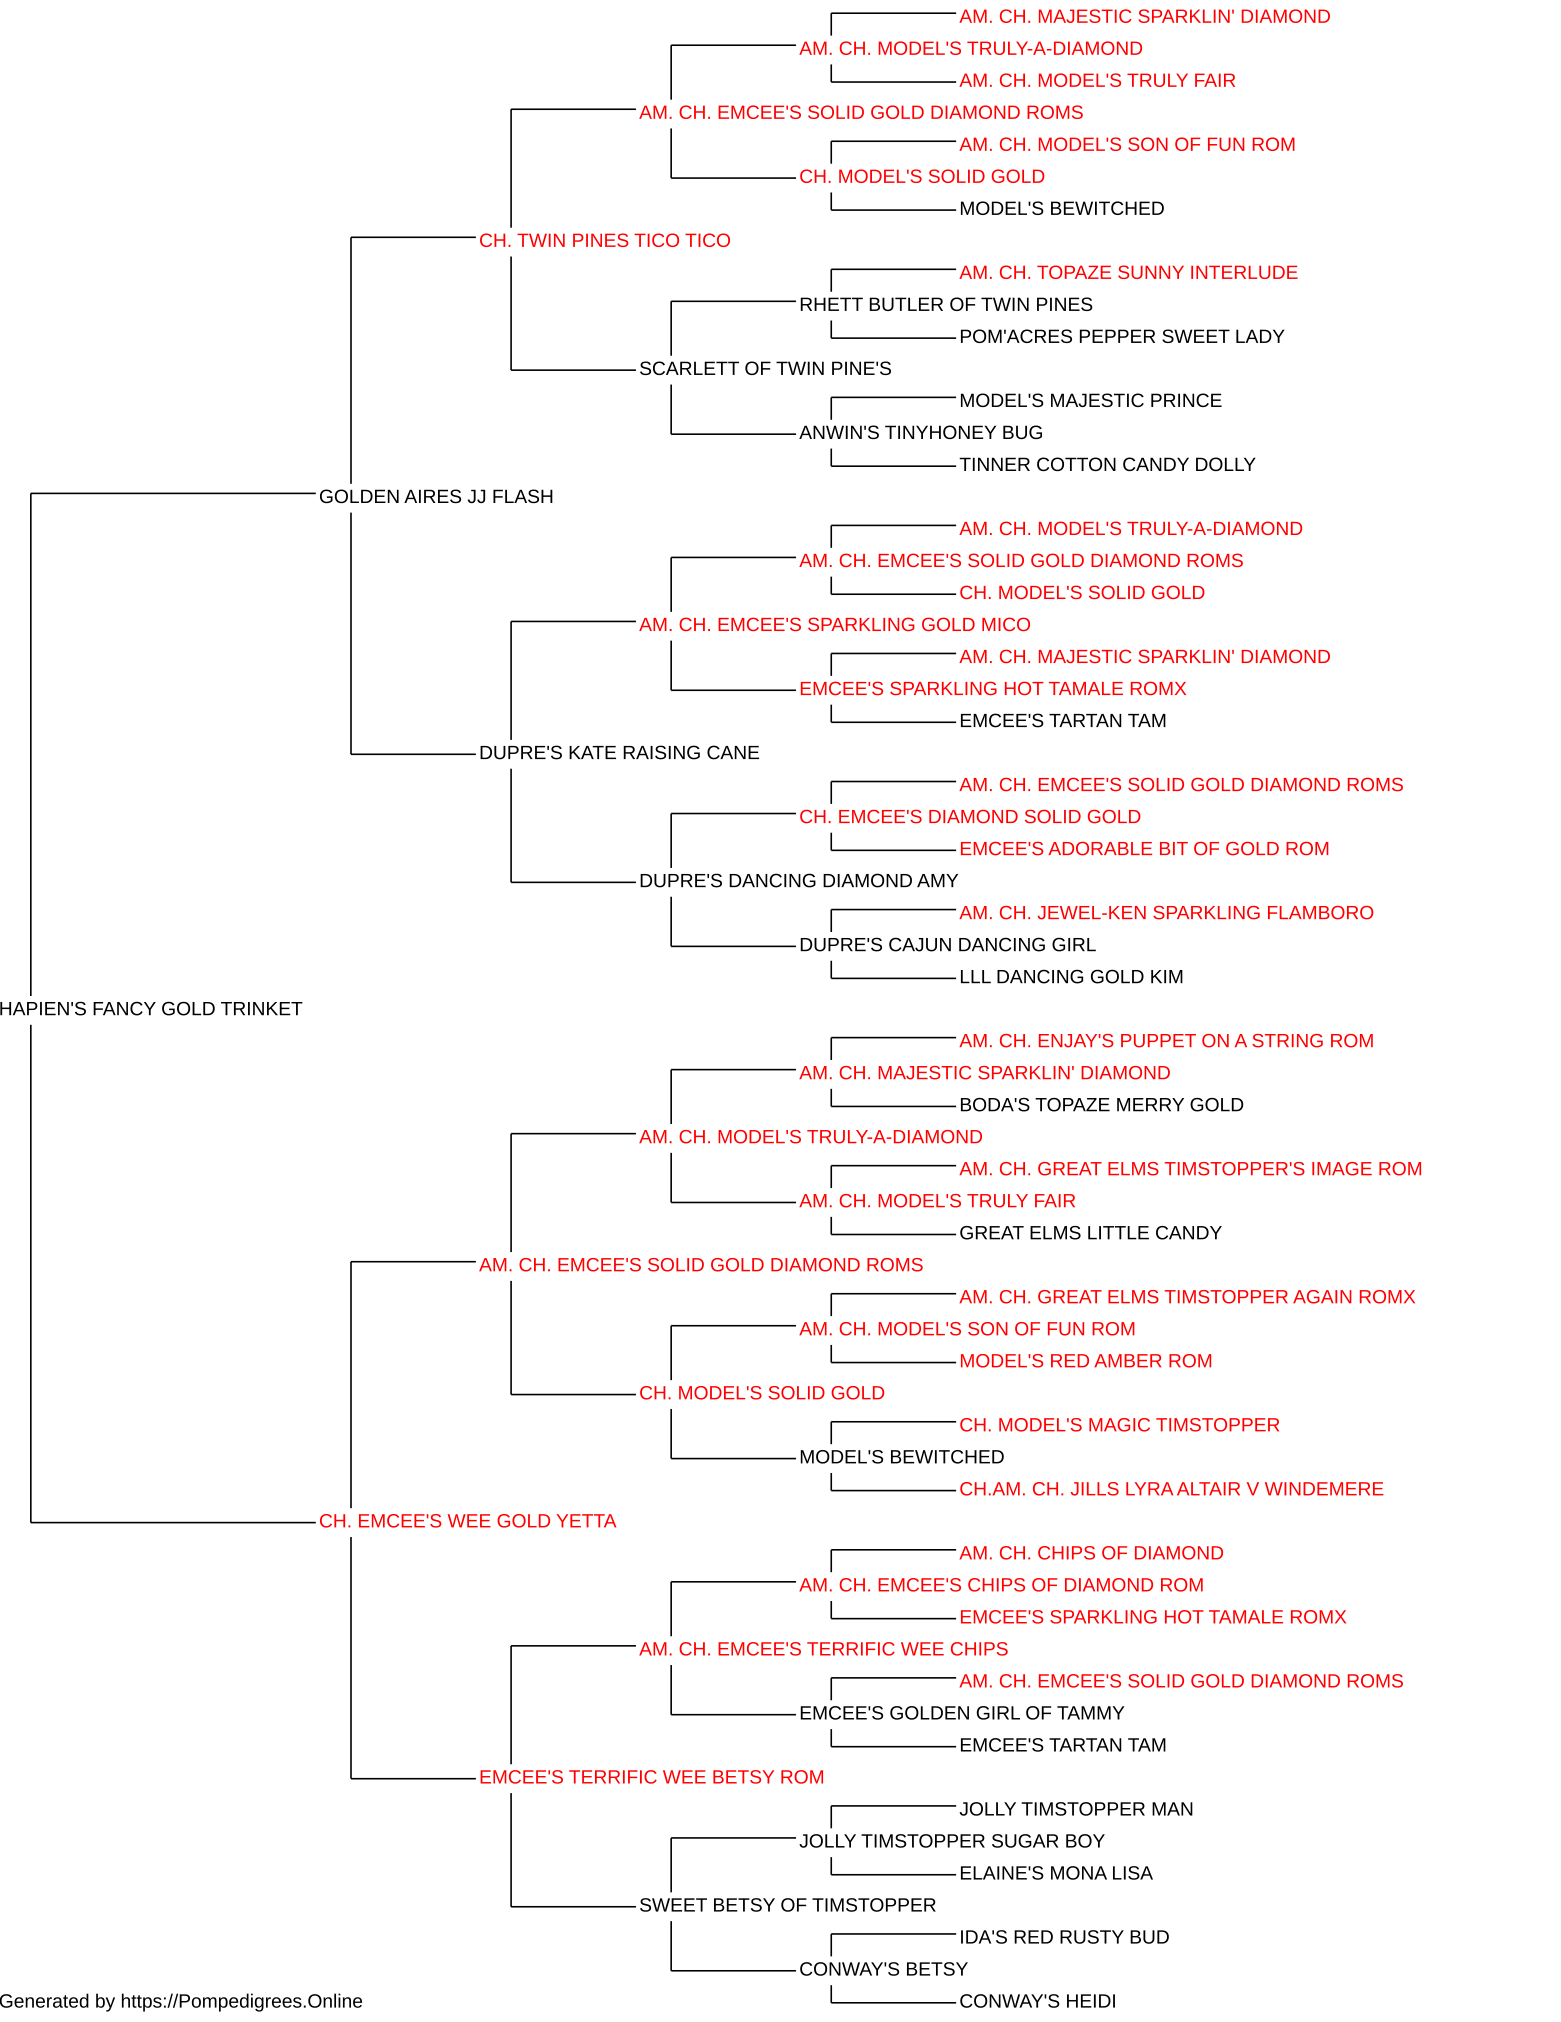 AM. CH. MAJESTIC SPARKLIN' DIAMOND
AM. CH. MODEL'S TRULY-A-DIAMOND
AM. CH. MODEL'S TRULY FAIR
AM. CH. EMCEE'S SOLID GOLD DIAMOND ROMS
AM. CH. MODEL'S SON OF FUN ROM
CH. MODEL'S SOLID GOLD
MODEL'S BEWITCHED
CH. TWIN PINES TICO TICO
AM. CH. TOPAZE SUNNY INTERLUDE
RHETT BUTLER OF TWIN PINES
POM'ACRES PEPPER SWEET LADY
SCARLETT OF TWIN PINE'S
MODEL'S MAJESTIC PRINCE
ANWIN'S TINYHONEY BUG
TINNER COTTON CANDY DOLLY
GOLDEN AIRES JJ FLASH
AM. CH. MODEL'S TRULY-A-DIAMOND
AM. CH. EMCEE'S SOLID GOLD DIAMOND ROMS
CH. MODEL'S SOLID GOLD
AM. CH. EMCEE'S SPARKLING GOLD MICO
AM. CH. MAJESTIC SPARKLIN' DIAMOND
EMCEE'S SPARKLING HOT TAMALE ROMX
EMCEE'S TARTAN TAM
DUPRE'S KATE RAISING CANE
AM. CH. EMCEE'S SOLID GOLD DIAMOND ROMS
CH. EMCEE'S DIAMOND SOLID GOLD
EMCEE'S ADORABLE BIT OF GOLD ROM
DUPRE'S DANCING DIAMOND AMY
AM. CH. JEWEL-KEN SPARKLING FLAMBORO
DUPRE'S CAJUN DANCING GIRL
LLL DANCING GOLD KIM
HAPIEN'S FANCY GOLD TRINKET
AM. CH. ENJAY'S PUPPET ON A STRING ROM
AM. CH. MAJESTIC SPARKLIN' DIAMOND
BODA'S TOPAZE MERRY GOLD
AM. CH. MODEL'S TRULY-A-DIAMOND
AM. CH. GREAT ELMS TIMSTOPPER'S IMAGE ROM
AM. CH. MODEL'S TRULY FAIR
GREAT ELMS LITTLE CANDY
AM. CH. EMCEE'S SOLID GOLD DIAMOND ROMS
AM. CH. GREAT ELMS TIMSTOPPER AGAIN ROMX
AM. CH. MODEL'S SON OF FUN ROM
MODEL'S RED AMBER ROM
CH. MODEL'S SOLID GOLD
CH. MODEL'S MAGIC TIMSTOPPER
MODEL'S BEWITCHED
CH.AM. CH. JILLS LYRA ALTAIR V WINDEMERE
CH. EMCEE'S WEE GOLD YETTA
AM. CH. CHIPS OF DIAMOND
AM. CH. EMCEE'S CHIPS OF DIAMOND ROM
EMCEE'S SPARKLING HOT TAMALE ROMX
AM. CH. EMCEE'S TERRIFIC WEE CHIPS
AM. CH. EMCEE'S SOLID GOLD DIAMOND ROMS
EMCEE'S GOLDEN GIRL OF TAMMY
EMCEE'S TARTAN TAM
EMCEE'S TERRIFIC WEE BETSY ROM
JOLLY TIMSTOPPER MAN
JOLLY TIMSTOPPER SUGAR BOY
ELAINE'S MONA LISA
SWEET BETSY OF TIMSTOPPER
IDA'S RED RUSTY BUD
CONWAY'S BETSY
CONWAY'S HEIDI
Generated by https://Pompedigrees.Online